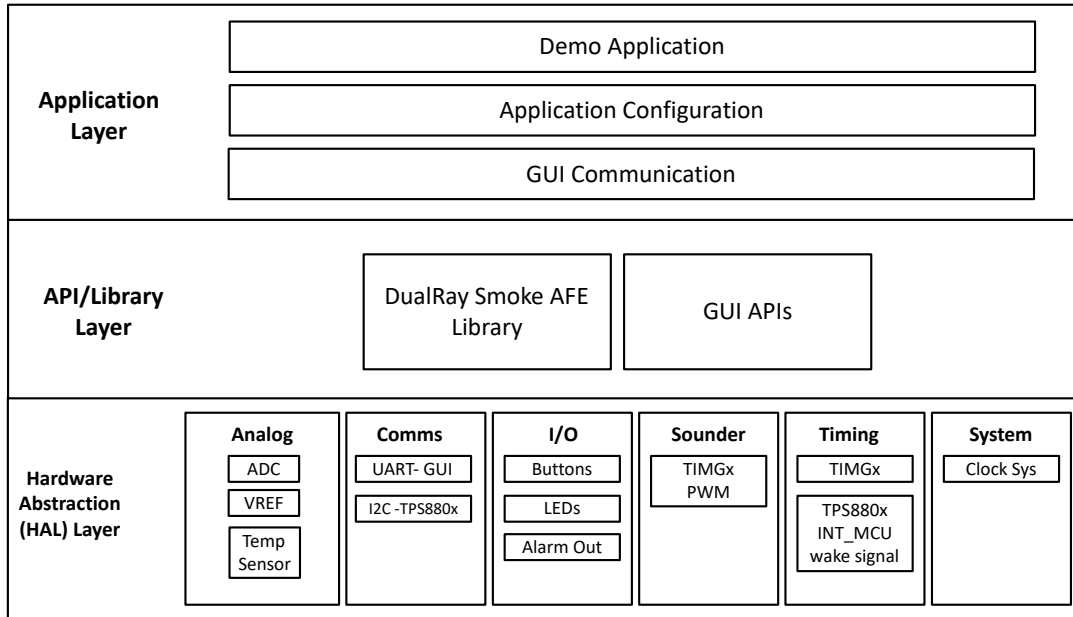 Application
Layer
Demo Application
Application Configuration
GUI Communication
API/Library
Layer
DualRay Smoke AFE
Library
GUI APIs
Hardware
Abstraction
(HAL) Layer
Analog
ADC
VREF
Temp
Sensor
Comms
UART- GUI
I2C -TPS880x
I/O
Buttons
LEDs
Alarm Out
Sounder
TIMGx
PWM
Timing
TIMGx
TPS880x
INT_MCU
wake signal
System
Clock Sys